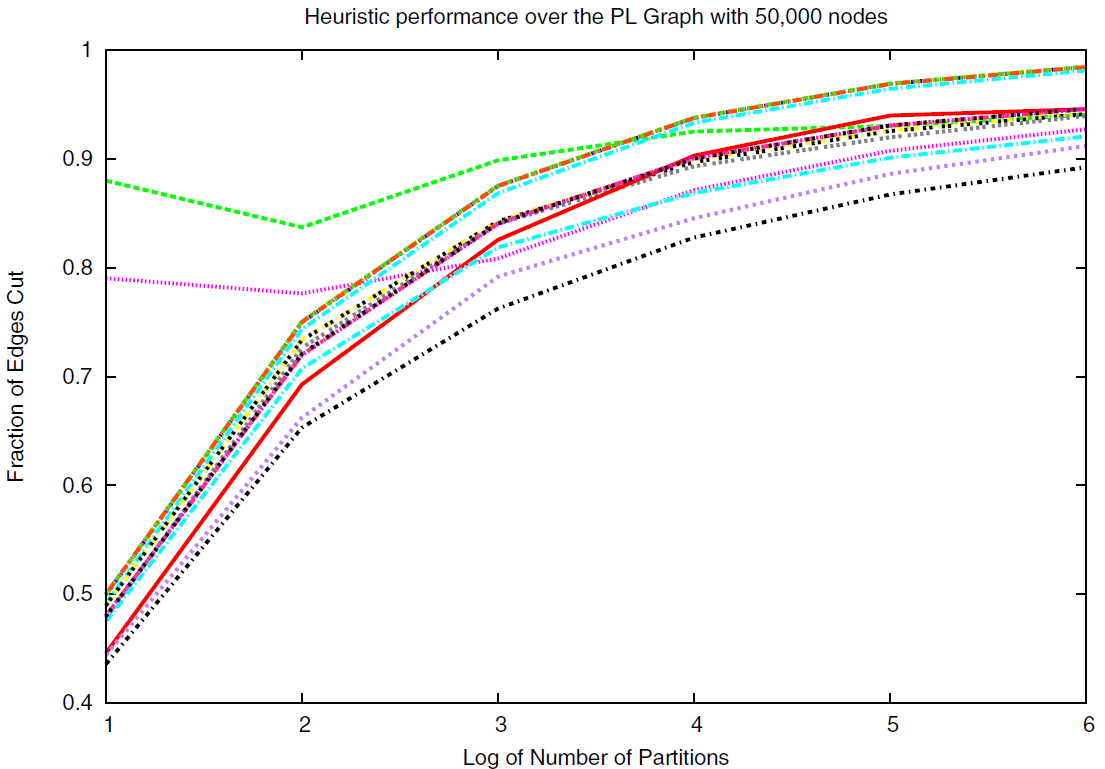 Heuristic performance over the PL Graph with 50,000 nodes
1
0.9
0.8
0.7
0.6
0.5
0.4
Fraction of Edges Cut
1 2 3 4 5 6
Log of Number of Partitions